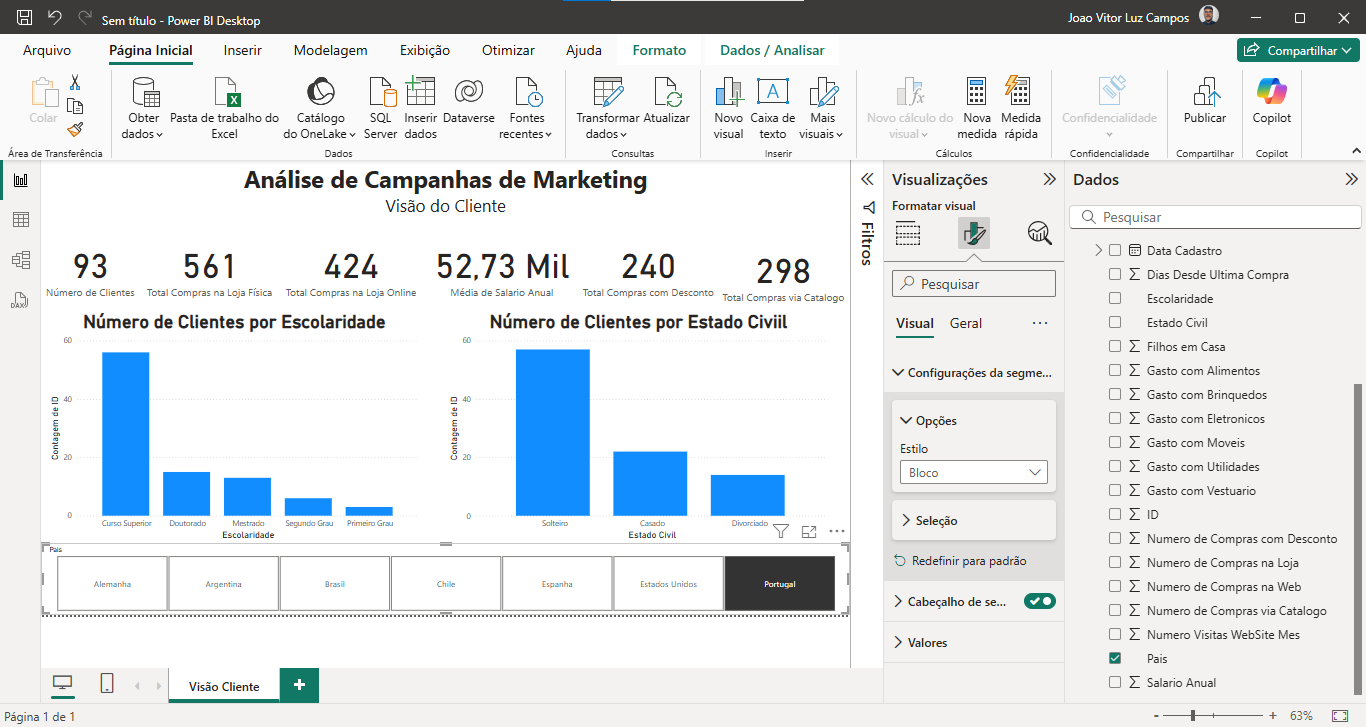 Sem título - Power BI Desktop
Joao Vitor Luz Campos
Arquivo
Página Inicial
Inserir
Modelagem
Exibição
Otimizar
Ajuda
Formato
Dados / Analisar
Compartilhar
Colar
Obter
dados
Pasta de trabalho do
Excel
Catálogo
do OneLake
SQL
Server
Inserir
dados
Dataverse
Fontes
recentes
Transformar
dados
Atualizar
Novo
visual
Caixa de
texto
Mais
visuais
Novo cálculo do
visual
Nova
medida
Medida
rápida
Confidencialidade
Publicar
Copilot
Área de Transferência
Dados
Consultas
Inserir
Cálculos
Confidencialidade
Compartilhar
Copilot
Análise de Campanhas de Marketing
Visão do Cliente
93
Número de Clientes
561
Total Compras na Loja Física
424
Total Compras na Loja Online
52,73 Mil
Média de Salario Anual
240
Total Compras com Desconto
298
Total Compras via Catalogo
Número de Clientes por Escolaridade
60
40
20
0
Contagem de ID
Curso Superior
Doutorado
Mestrado
Segundo Grau
Primeiro Grau
Escolaridade
Número de Clientes por Estado Civiil
60
40
20
0
Contagem de ID
Solteiro
Casado
Divorciado
Estado Civil
Pais
Alemanha
Argentina
Brasil
Chile
Espanha
Estados Unidos
Portugal
Filtros
Visualizações
Formatar visual
Pesquisar
Visual
Geral
Configurações da segme...
Opções
Estilo
Bloco
Seleção
Redefinir para padrão
Cabeçalho de se...
Valores
Dados
Pesquisar
Data Cadastro
Dias Desde Ultima Compra
Escolaridade
Estado Civil
Filhos em Casa
Gasto com Alimentos
Gasto com Brinquedos
Gasto com Eletronicos
Gasto com Moveis
Gasto com Utilidades
Gasto com Vestuario
ID
Numero de Compras com Desconto
Numero de Compras na Loja
Numero de Compras na Web
Numero de Compras via Catalogo
Numero Visitas WebSite Mes
Pais
Salario Anual
Visão Cliente
Página 1 de 1
63%